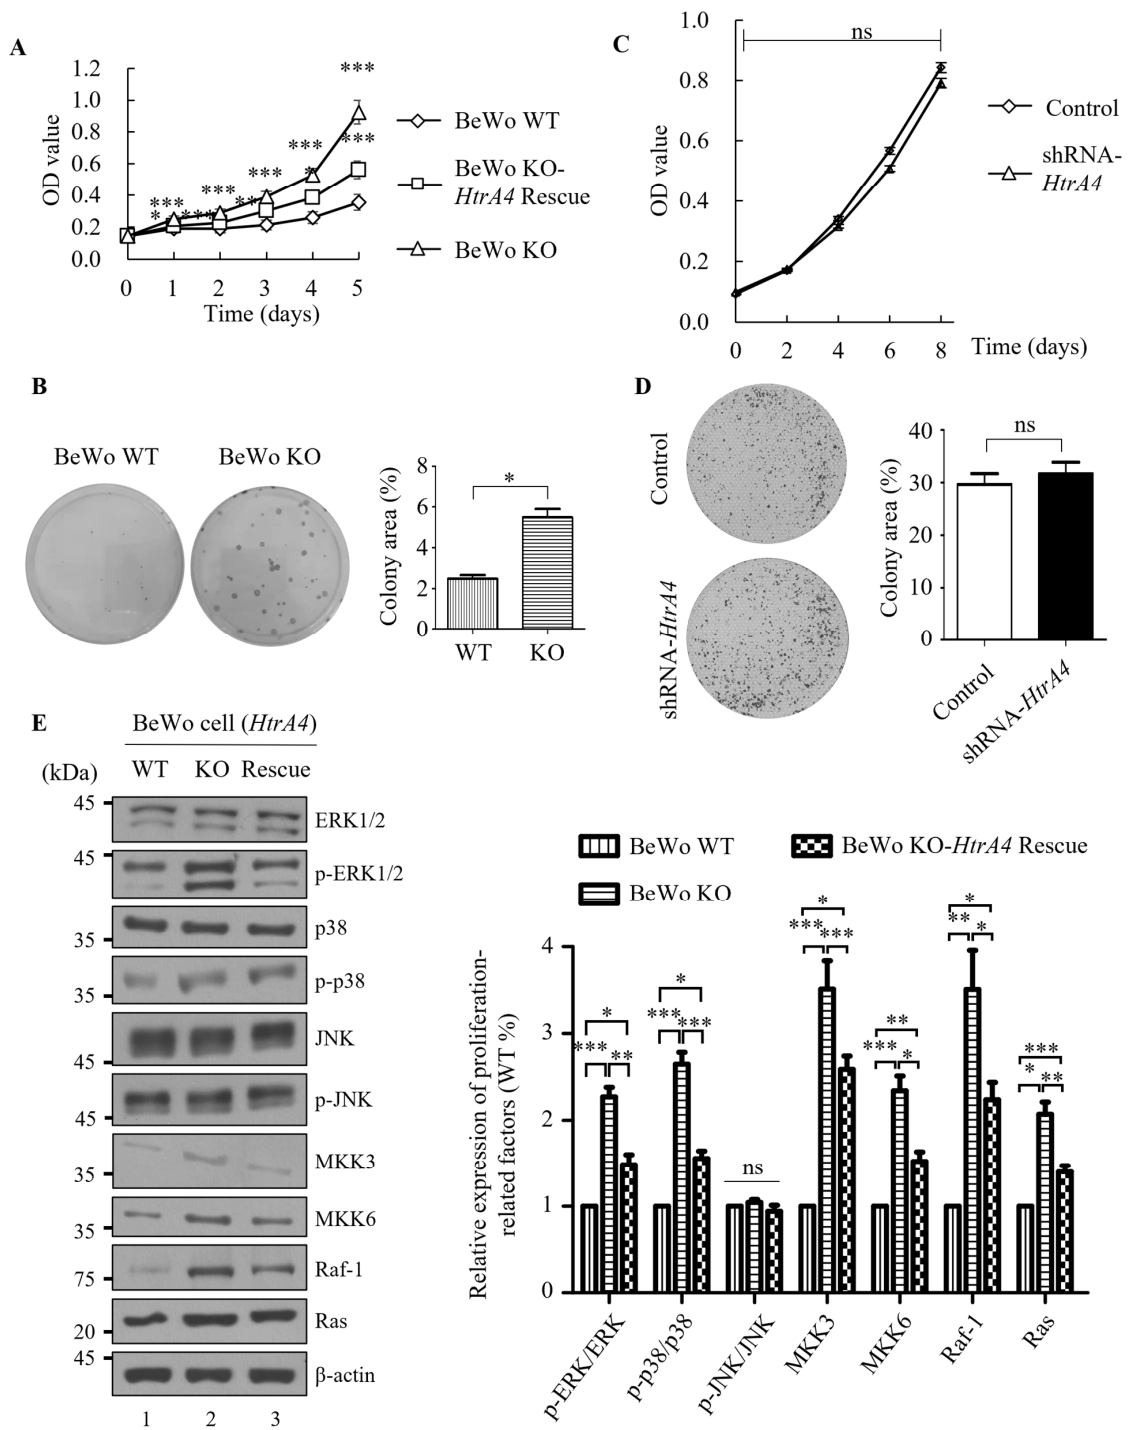 A
1.2
1.0
0.8
0.6
0.4
0.2
0.0
OD value
0 1 2 3 4 5
Time (days)
***
***
***
***
***
***
*
***
**
*
BeWo WT
BeWo KO-
HtrA4 Rescue
BeWo KO
C
1.0
0.8
0.6
0.4
0.2
0.0
OD value
ns
0 2 4 6 8
Time (days)
Control
shRNA-
HtrA4
B
BeWo WT
BeWo KO
Colony area (%)
8
6
4
2
0
*
WT KO
D
Control
shRNA-HtrA4
Colony area (%)
40
30
20
10
0
ns
Control
shRNA-HtrA4
E
BeWo cell (HtrA4)
(kDa) WT KO Rescue
45
ERK1/2
45
p-ERK1/2
p38
35
p-p38
35
JNK
45
p-JNK
45
MKK3
35
MKK6
35
Raf-1
75
Ras
20
45
β-actin
1 2 3
BeWo WT
BeWo KO-HtrA4 Rescue
BeWo KO
Relative expression of proliferation-
related factors (WT %)
4
3
2
1
0
*
***
**
*
***
***
ns
*
***
***
**
***
*
*
**
*
***
*
**
p-ERK/ERK
p-p38/p38
p-JNK/JNK
MKK3
MKK6
Raf-1
Ras